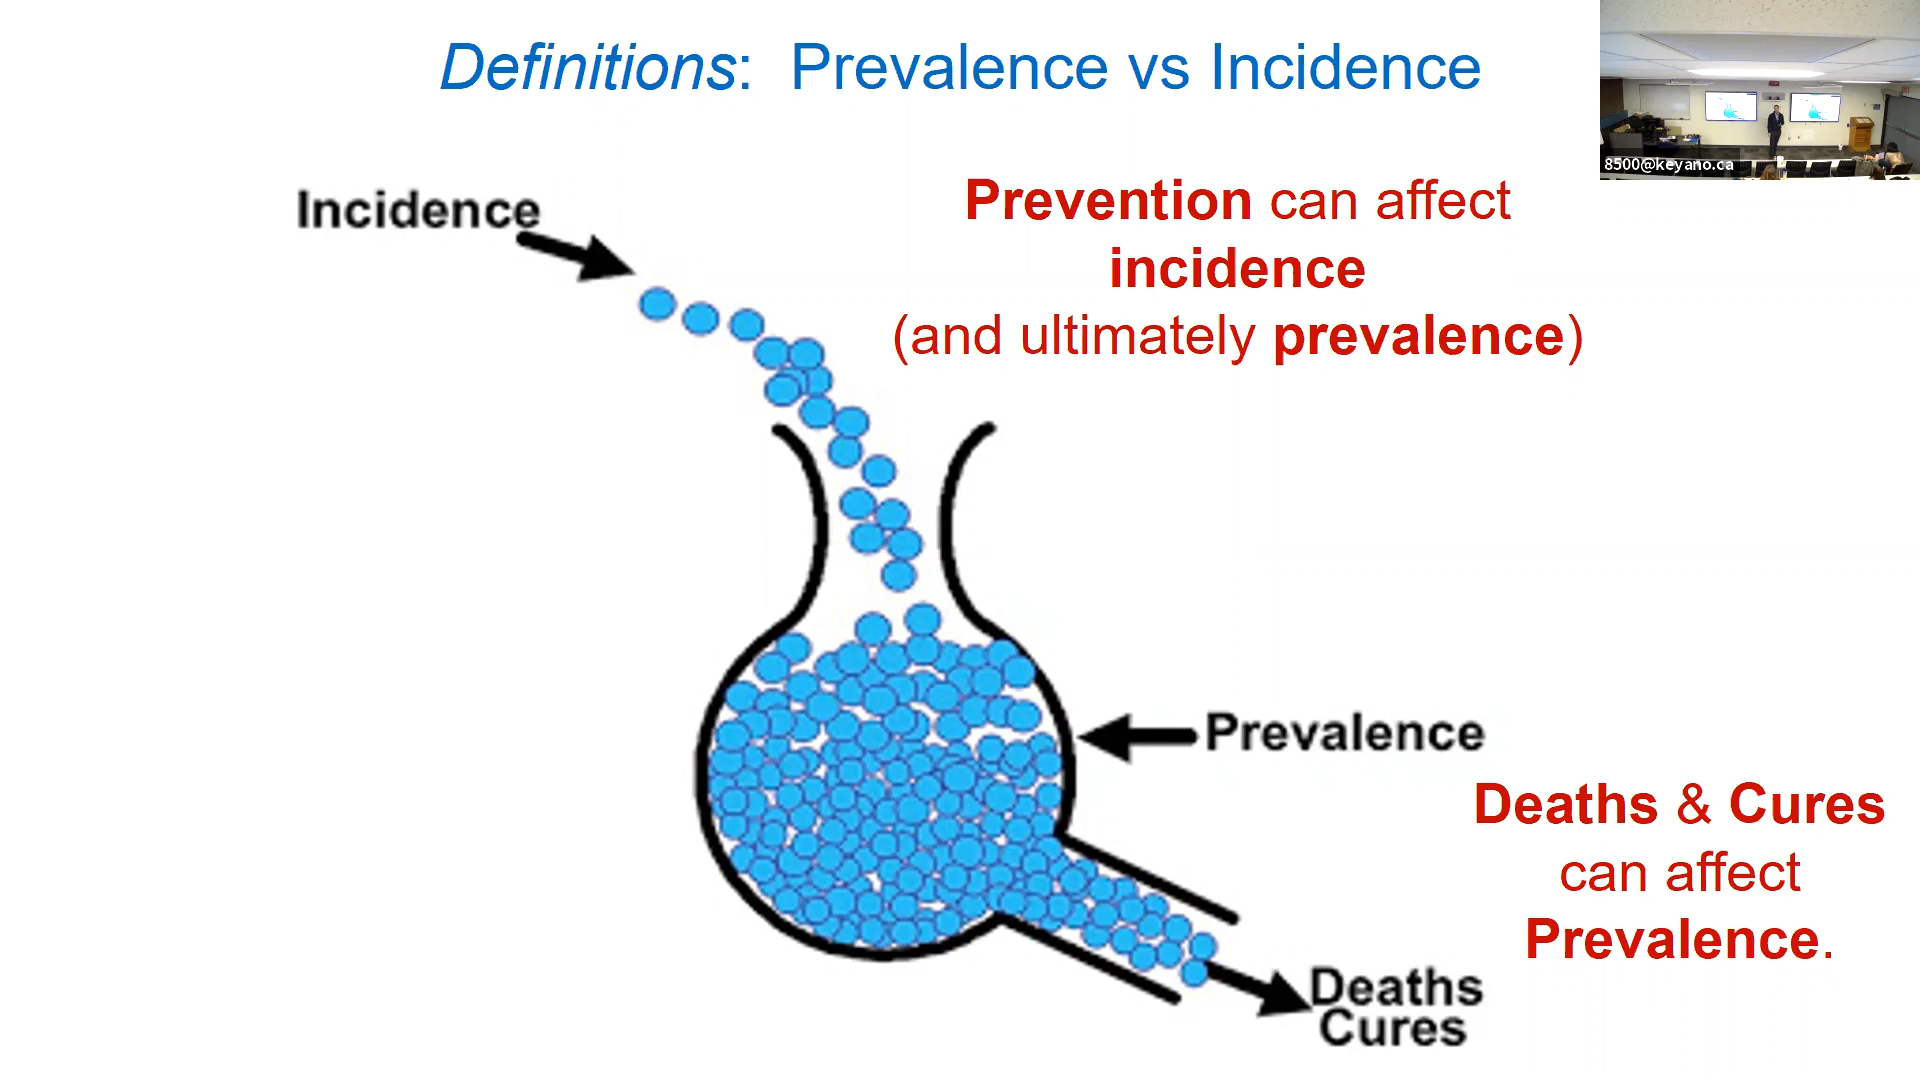 Definitions: Prevalence vs Incidence
8500@keyano.ca
Incidence
Prevention can affect
incidence
(and ultimately prevalence)
Prevalence
Deaths & Cures
can affect
Prevalence.
Deaths
Cures